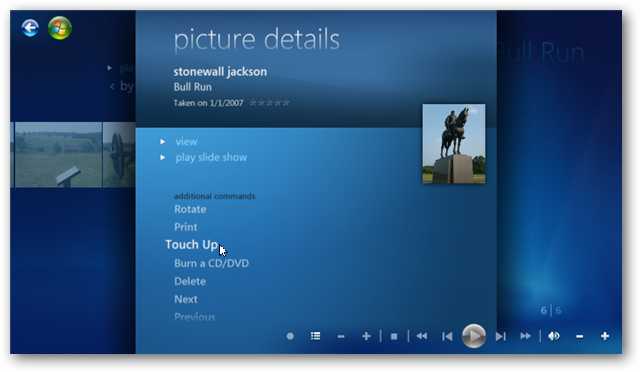 picture details
Bull Run
stonewall jackson
Bull Run
Taken on 1/1/2007
< by
view
play slide show
additional commands
Rotate
Print
Touch Up
Burn a CD/DVD
Delete
Next
Previous
6 | 6